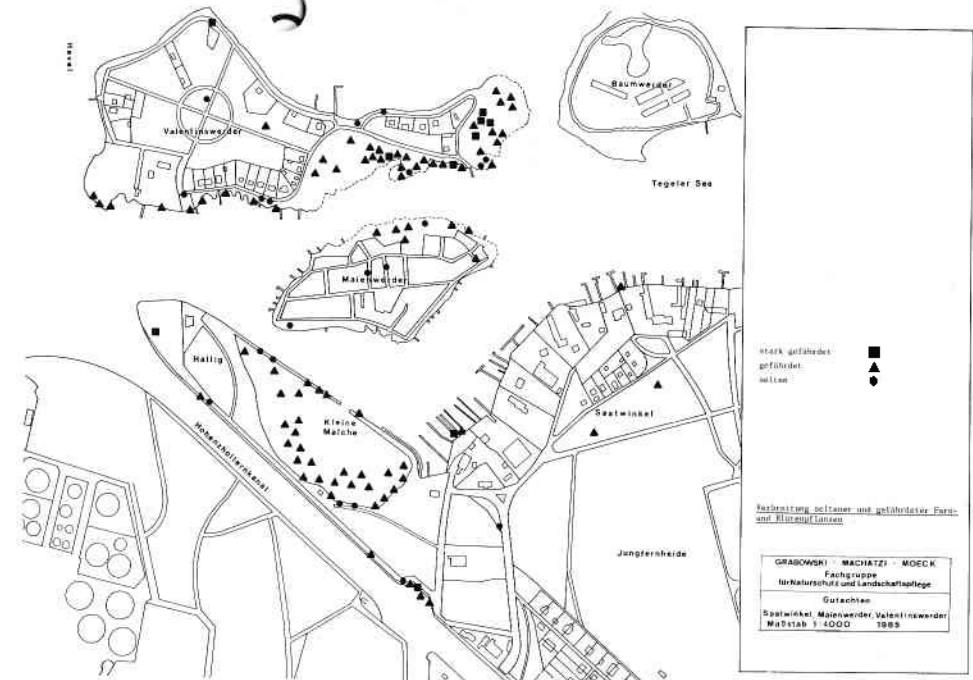 Havel
Valentinswerder
Baumwerder
Tegeler See
Maienwerder
Hallig
Kleine
Malche
Hohenzollernkanal
Saatwinkel
Jungfernheide
stark gefährdet
gefährdet
selten
Verbreitung seltener und gefährdeter Farn-
und Blütenpflanzen
GRABOWSKI · MACHATZI · MOECK
Fachgruppe
für Naturschutz und Landschaftspflege
Gutachten
Saatwinkel, Maienwerder, Valentinswerder
Maßstab 1:4000 1985